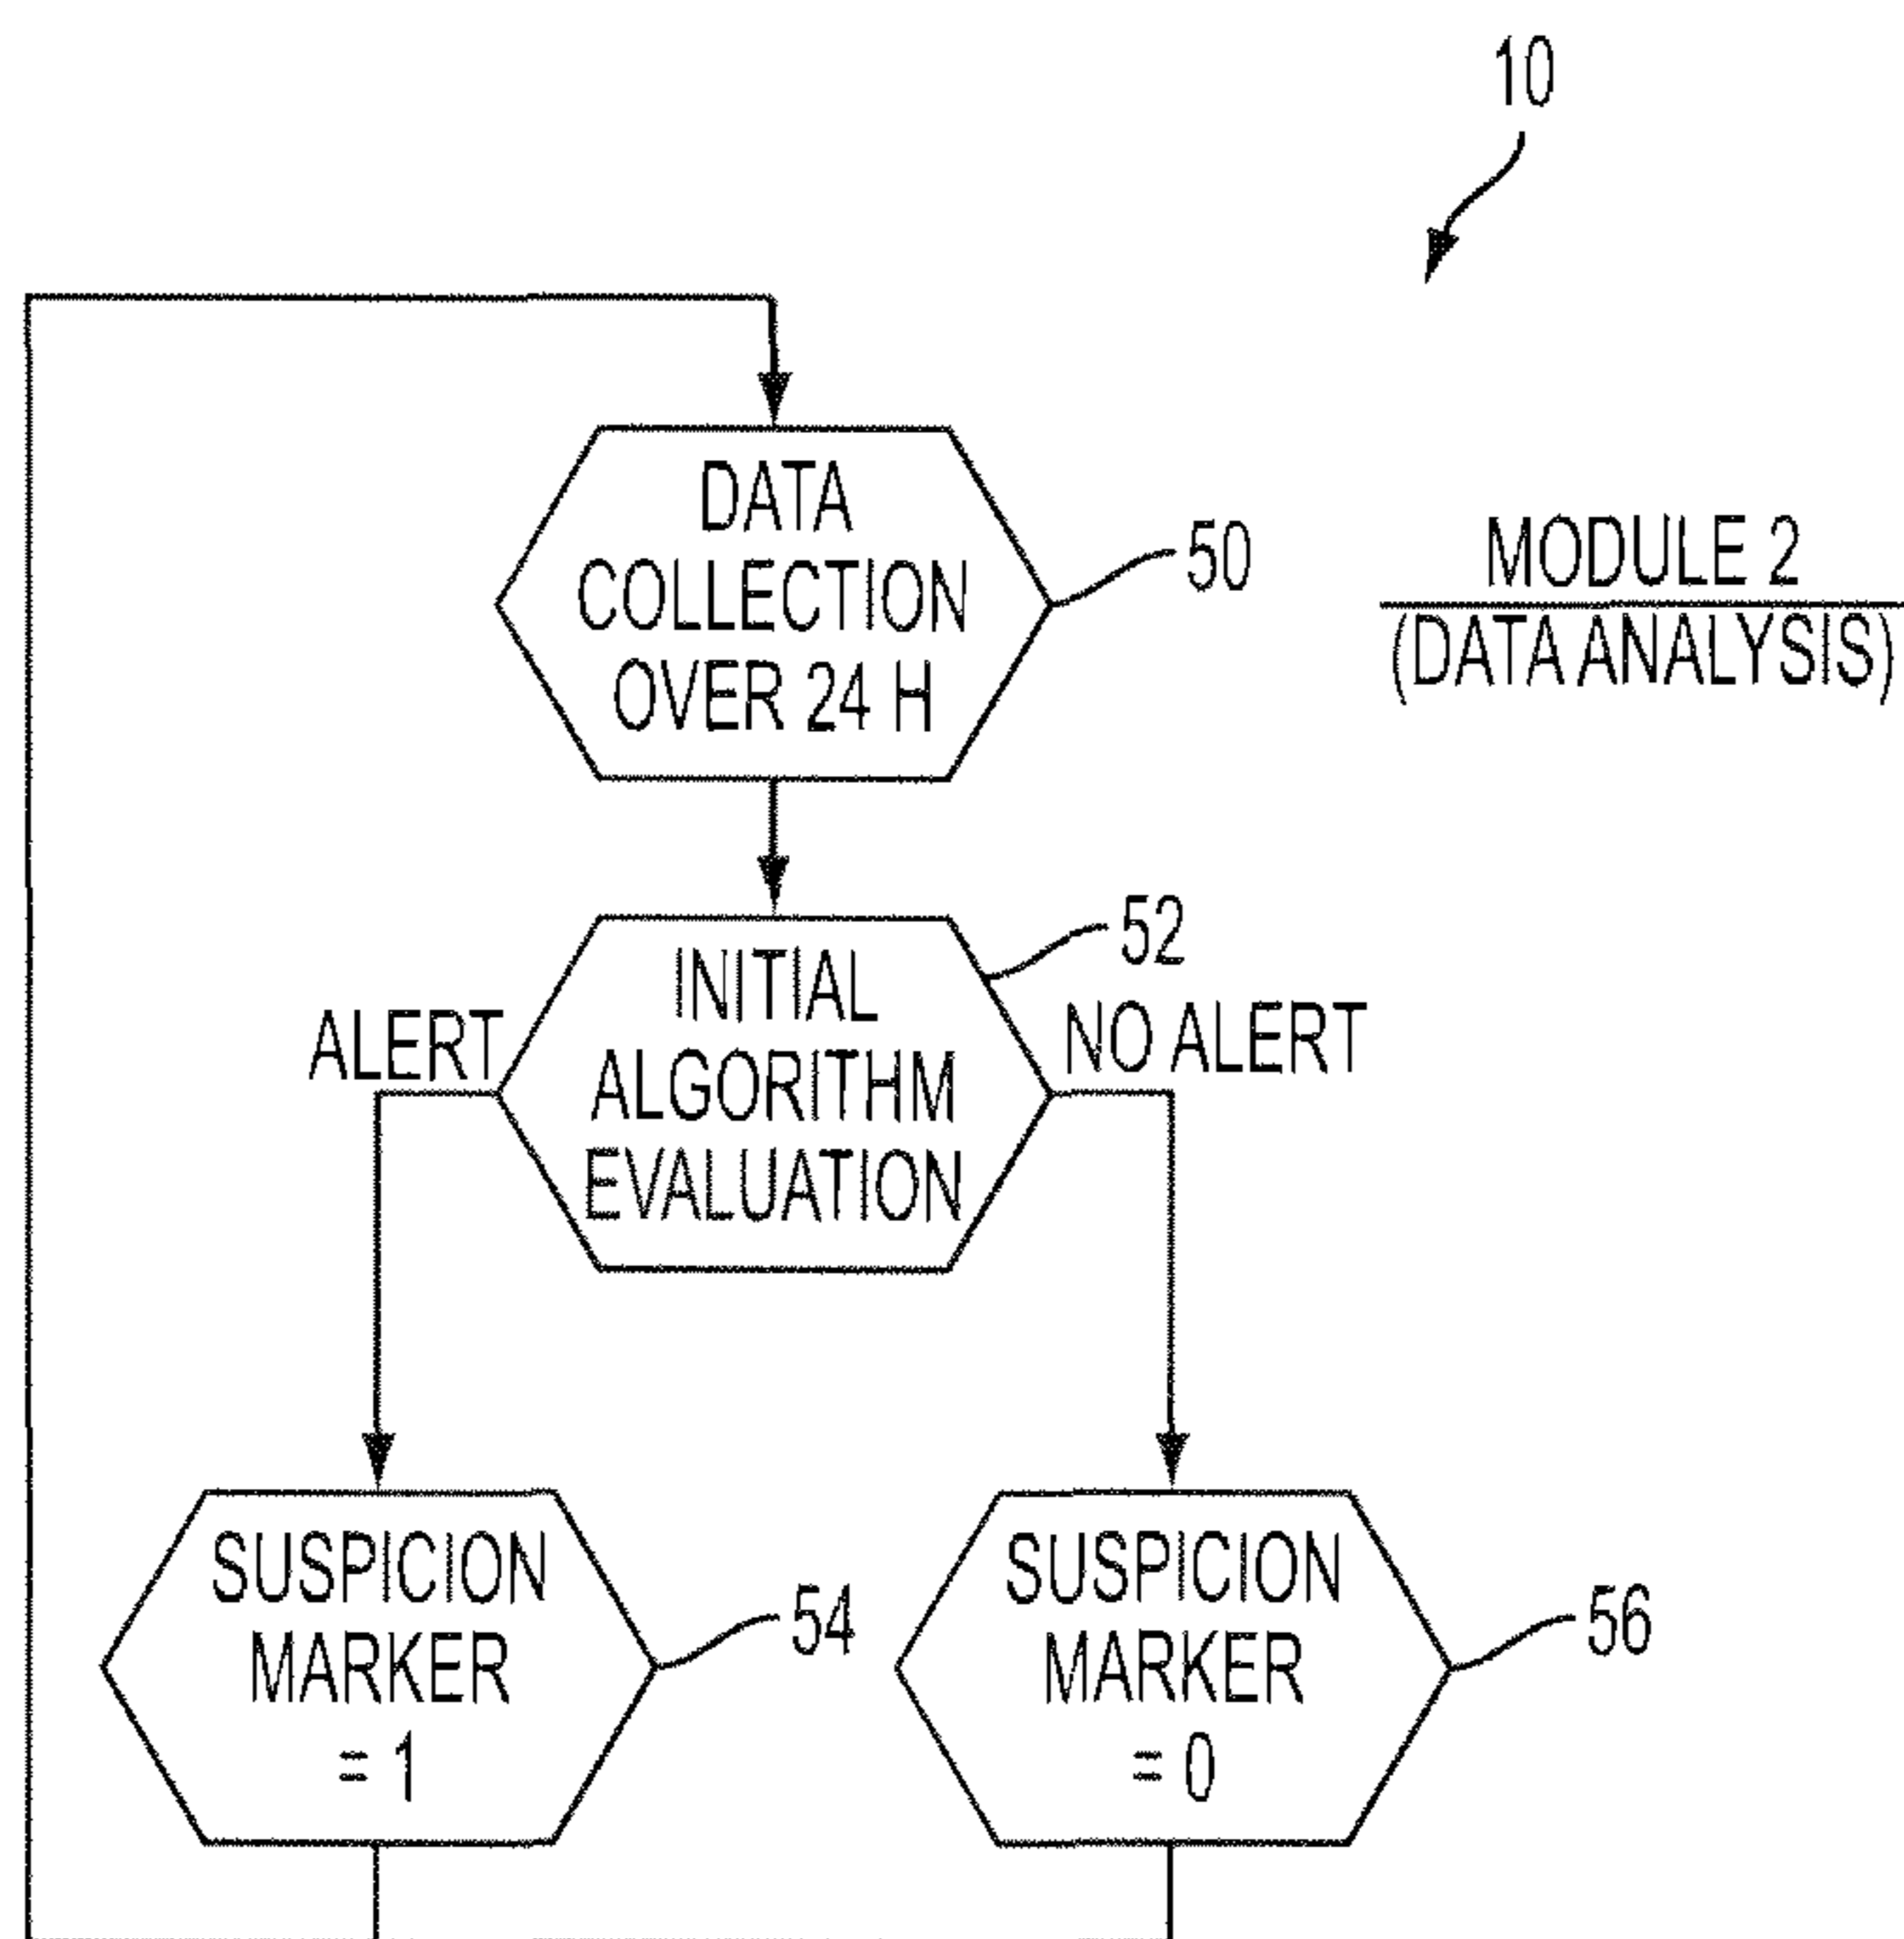 10
DATA
COLLECTION
OVER 24 H
50
MODULE 2
(DATA ANALYSIS)
52
INITIAL
ALGORITHM
EVALUATION
ALERT
NO ALERT
SUSPICION
MARKER
= 1
54
SUSPICION
MARKER
= 0
56